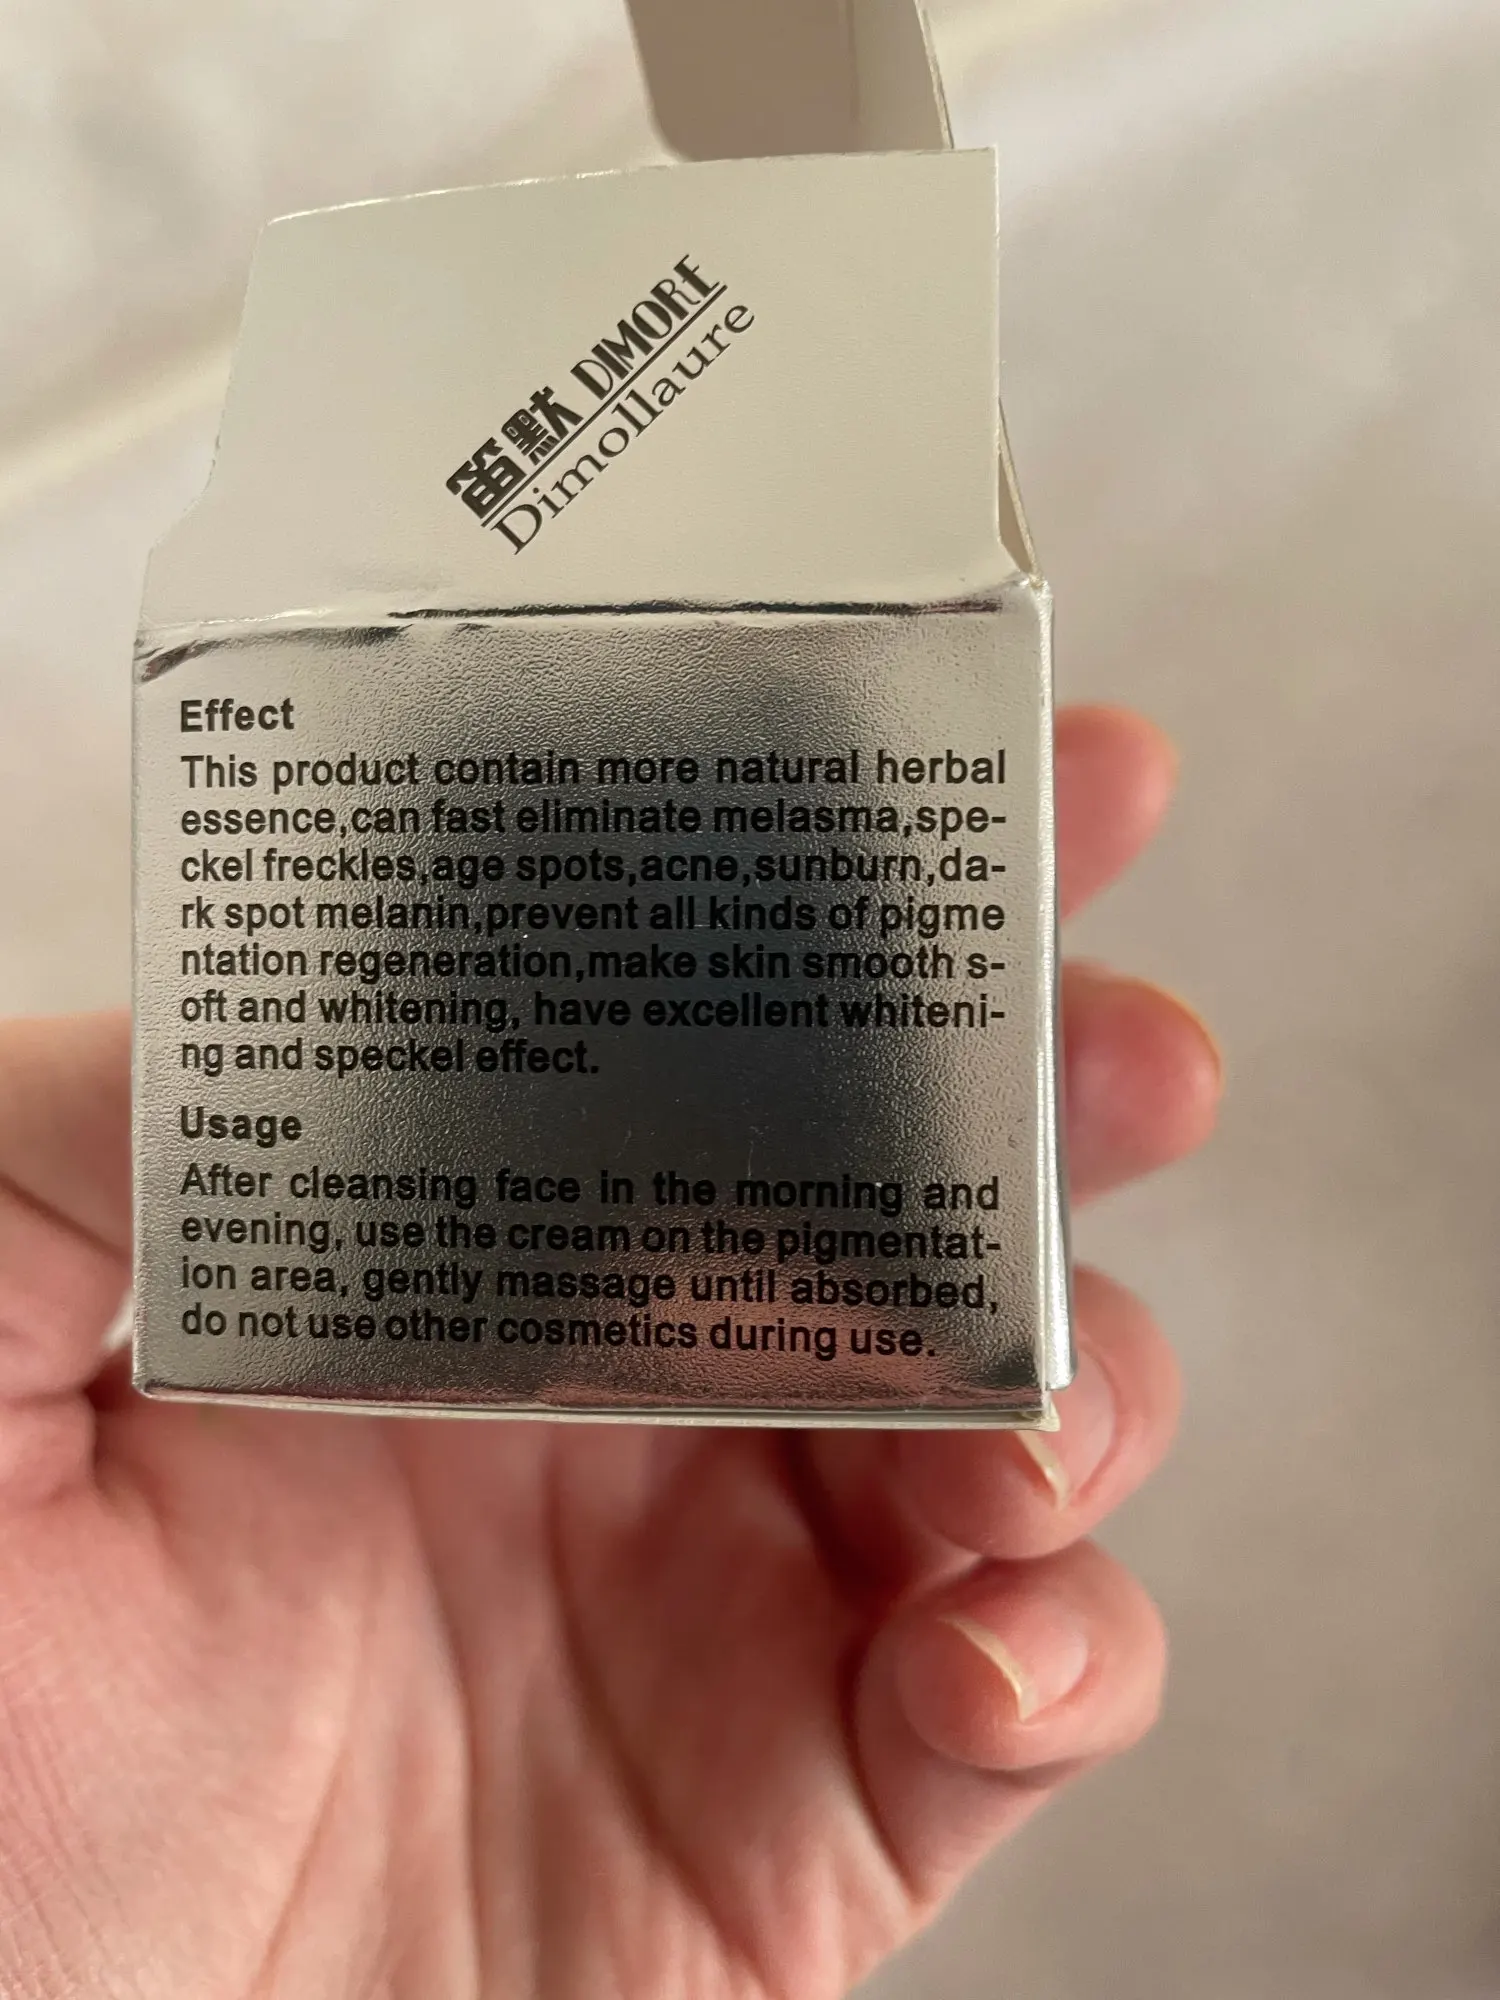 笛默 DIMORE
Dimollaure
Effect
This product contain more natural herbal
essence,can fast eliminate melasma,spe-
ckel freckles,age spots,acne,sunburn,da-
rk spot melanin,prevent all kinds of pigme
ntation regeneration,make skin smooth s-
oft and whitening, have excellent whiteni-
ng and speckel effect.
Usage
After cleansing face in the morning and
evening, use the cream on the pigmentat-
ion area, gently massage until absorbed,
do not use other cosmetics during use.